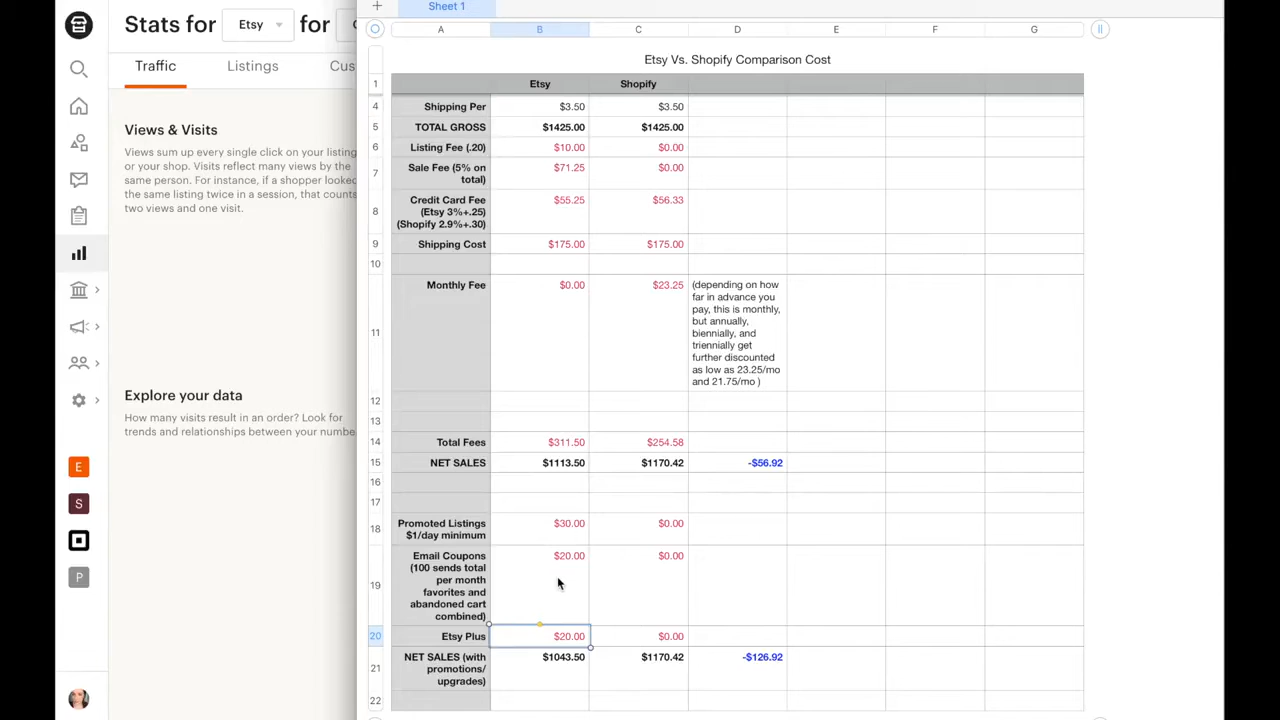 Stats for
Etsy
for
Traffic
Listings
Cus
Views & Visits
Views sum up every single click on your listing
or your shop. Visits reflect many views by the
same person. For instance, if a shopper looked
the same listing twice in a session, that counts
two views and one visit.
Explore your data
How many visits result in an order? Look for
trends and relationships between your numbe
E
S
P
+
Sheet 1
A B C D E F G
Etsy Vs. Shopify Comparison Cost
1 Etsy Shopify
4 Shipping Per $3.50 $3.50
5 TOTAL GROSS $1425.00 $1425.00
6 Listing Fee (.20) $10.00 $0.00
7 Sale Fee (5% on
total) $71.25 $0.00
8 Credit Card Fee
(Etsy 3%+.25)
(Shopify 2.9%+.30) $55.25 $56.33
9 Shipping Cost $175.00 $175.00
10
11 Monthly Fee $0.00 $23.25 (depending on how
far in advance you
pay, this is monthly,
but annually,
biennially, and
triennially get
further discounted
as low as 23.25/mo
and 21.75/mo )
12
13
14 Total Fees $311.50 $254.58
15 NET SALES $1113.50 $1170.42 -$56.92
16
17
18 Promoted Listings
$1/day minimum $30.00 $0.00
19 Email Coupons
(100 sends total
per month
favorites and
abandoned cart
combined) $20.00 $0.00
20 Etsy Plus $20.00 $0.00
21 NET SALES (with
promotions/
upgrades) $1043.50 $1170.42 -$126.92
22